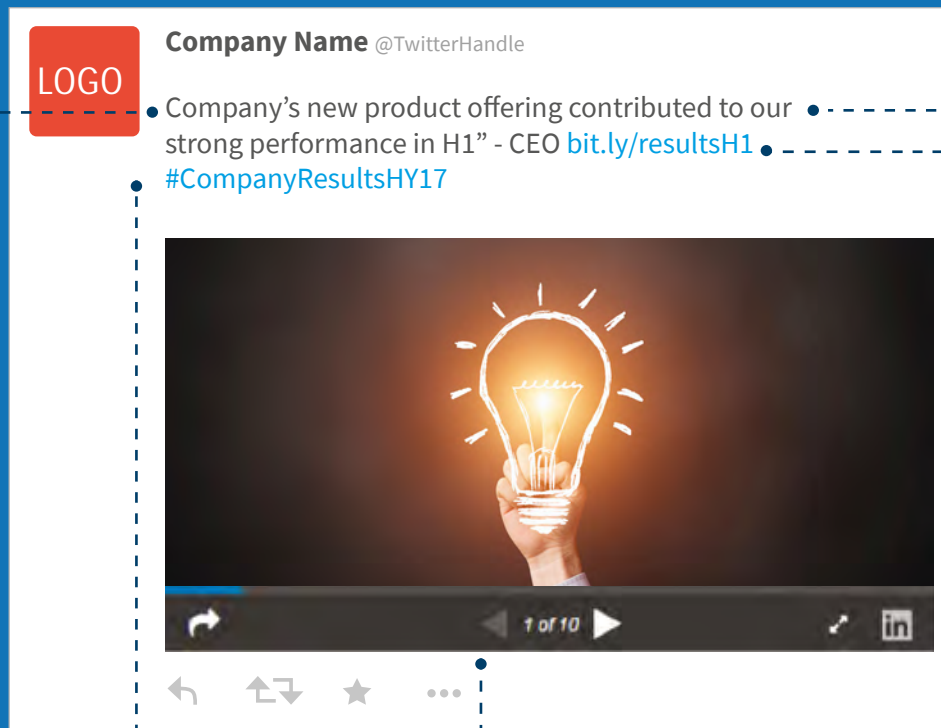 LOGO
Company Name @TwitterHandle
Company's new product offering contributed to our
strong performance in H1” - CEO bit.ly/resultsH1
#CompanyResultsHY17
1 of 10
in